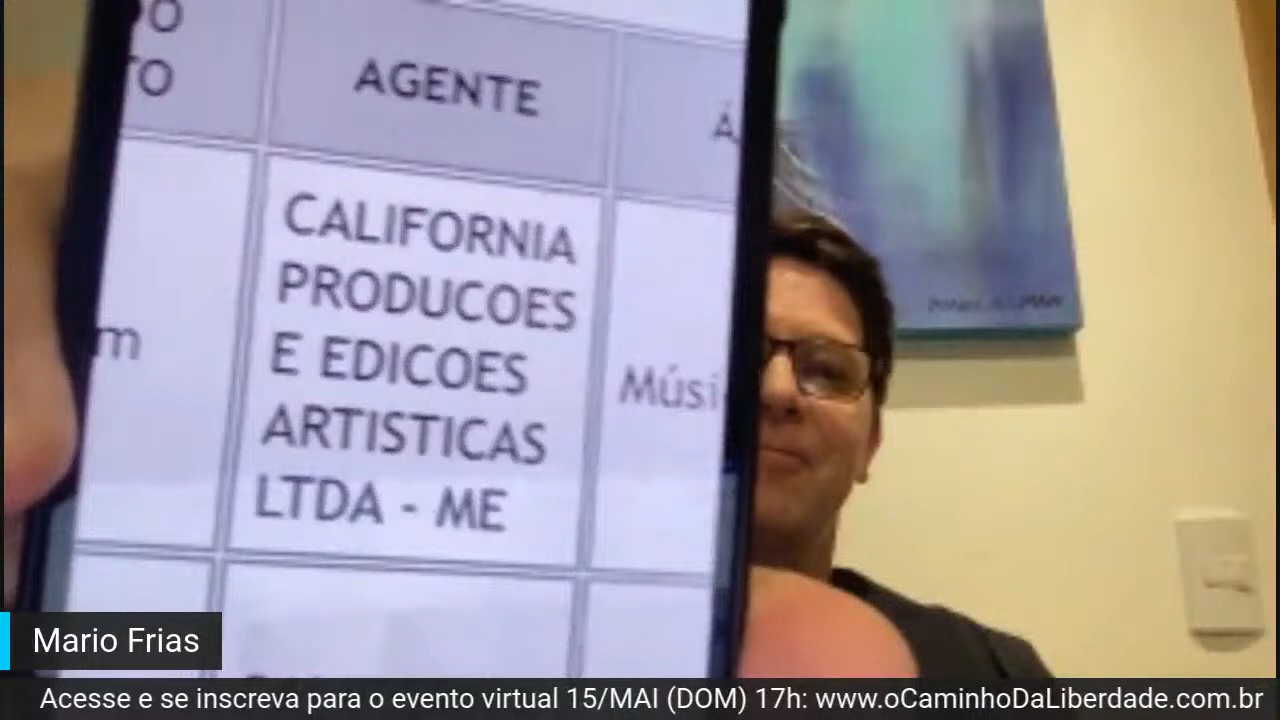 TO
AGENTE
CALIFORNIA
PRODUCOES
E EDICOES
ARTISTICAS
LTDA - ME
m
Músi
Mario Frias
Acesse e se inscreva para o evento virtual 15/MAI (DOM) 17h: www.oCaminhoDaLiberdade.com.br